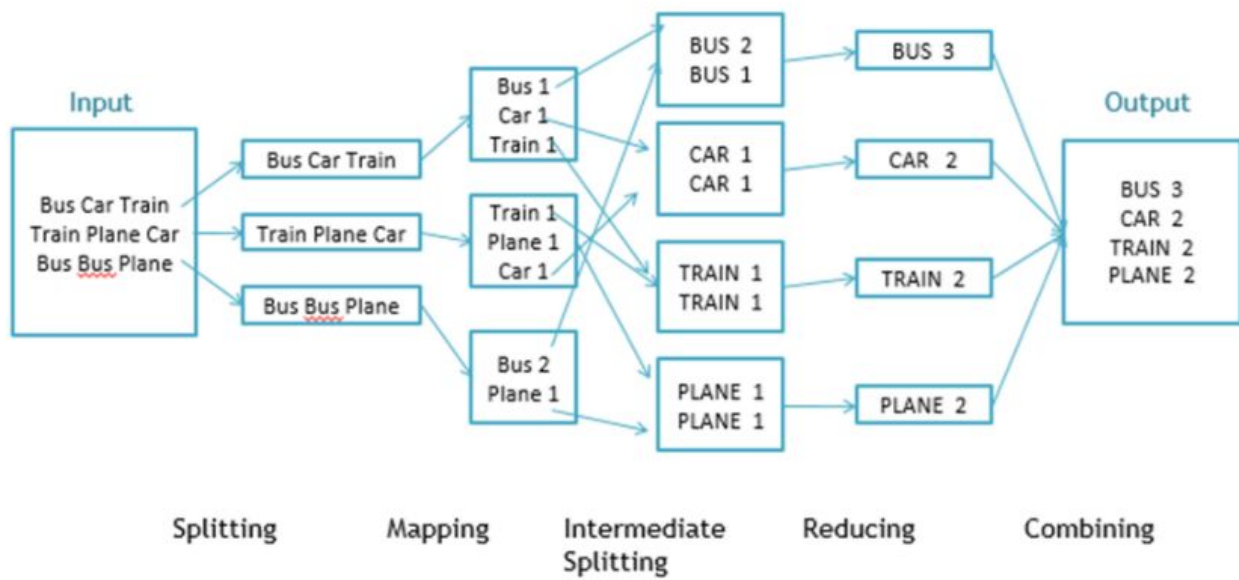 Input
Bus Car Train
Train Plane Car
Bus Bus Plane
Bus Car Train
Train Plane Car
Bus Bus Plane
Bus 1
Car 1
Train 1
Train 1
Plane 1
Car 1
Bus 2
Plane 1
BUS 2
BUS 1
CAR 1
CAR 1
TRAIN 1
TRAIN 1
PLANE 1
PLANE 1
BUS 3
CAR 2
TRAIN 2
PLANE 2
Output
BUS 3
CAR 2
TRAIN 2
PLANE 2
Splitting
Mapping
Intermediate
Splitting
Reducing
Combining